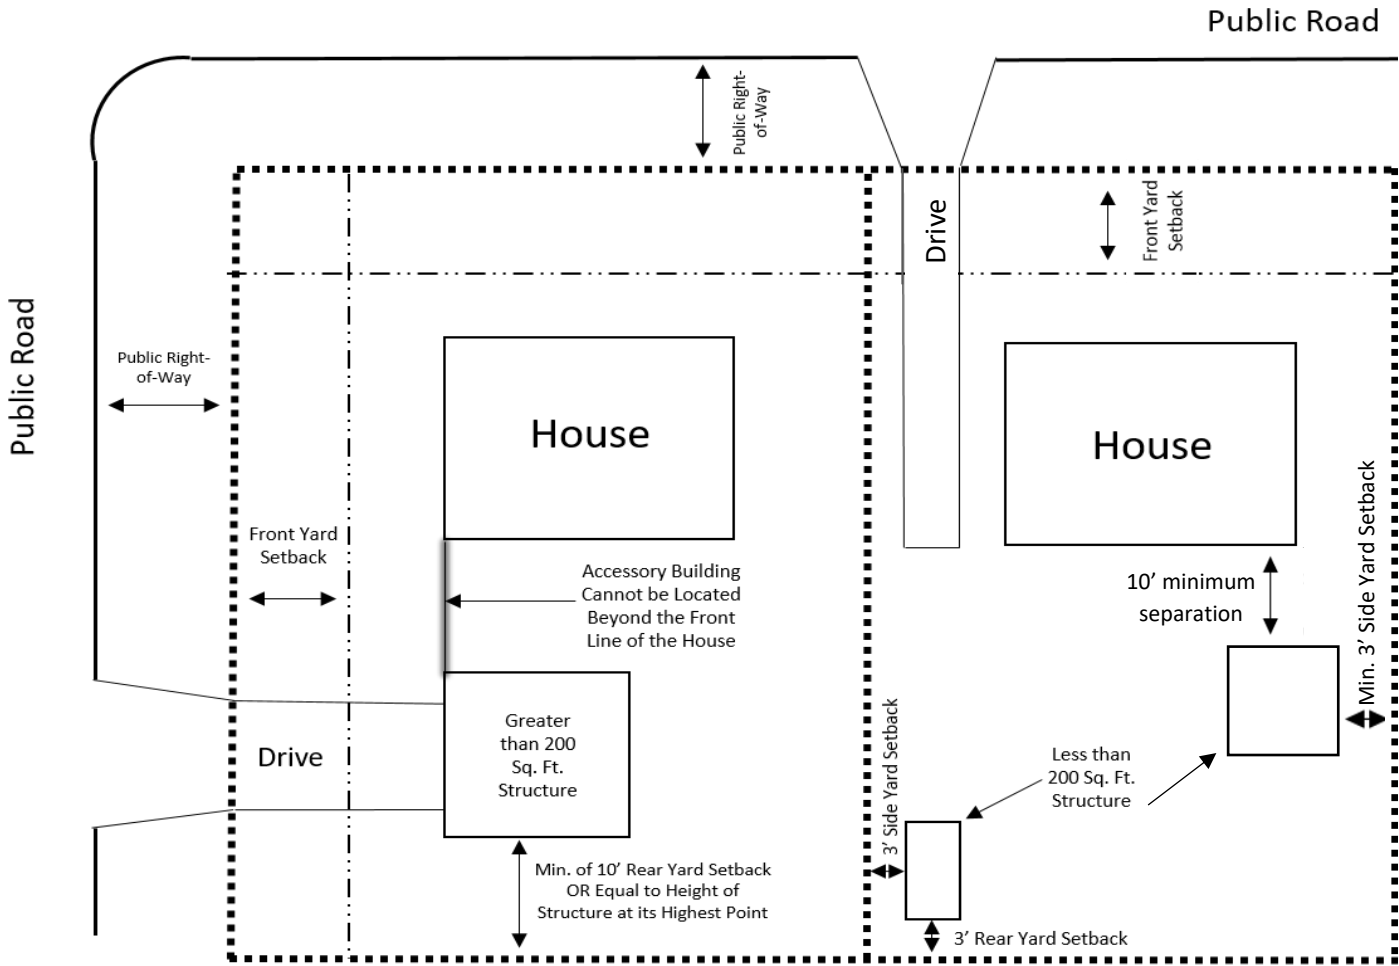 Public Road
Public Right-
of-Way
Drive
Front Yard
Setback
Public Road
Public Right-
of-Way
House
House
Front Yard
Setback
Accessory Building
Cannot be Located
Beyond the Front
Line of the House
10’ minimum
separation
Min. 3’ Side Yard Setback
Greater
than 200
Sq. Ft.
Structure
Drive
3’ Side Yard Setback
Less than
200 Sq. Ft.
Structure
Min. of 10’ Rear Yard Setback
OR Equal to Height of
Structure at its Highest Point
3’ Rear Yard Setback